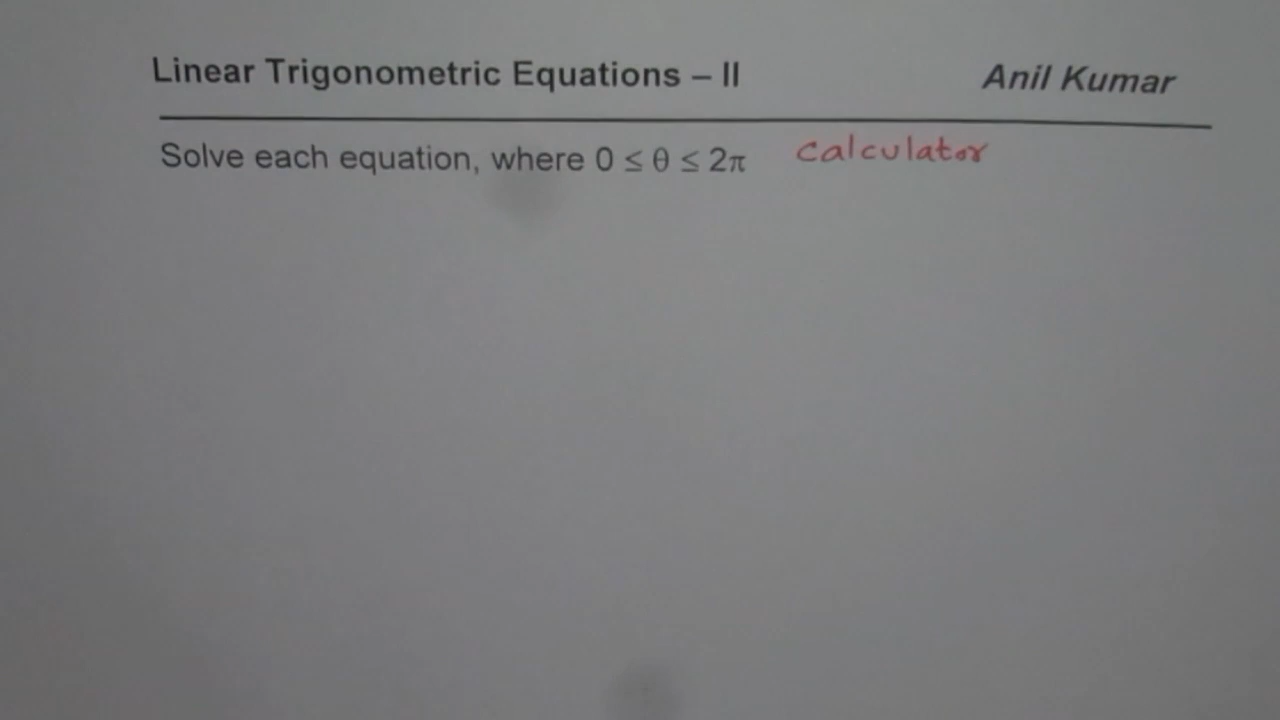 Linear Trigonometric Equations – II Anil Kumar
Solve each equation, where 0 ≤ θ ≤ 2π calculator